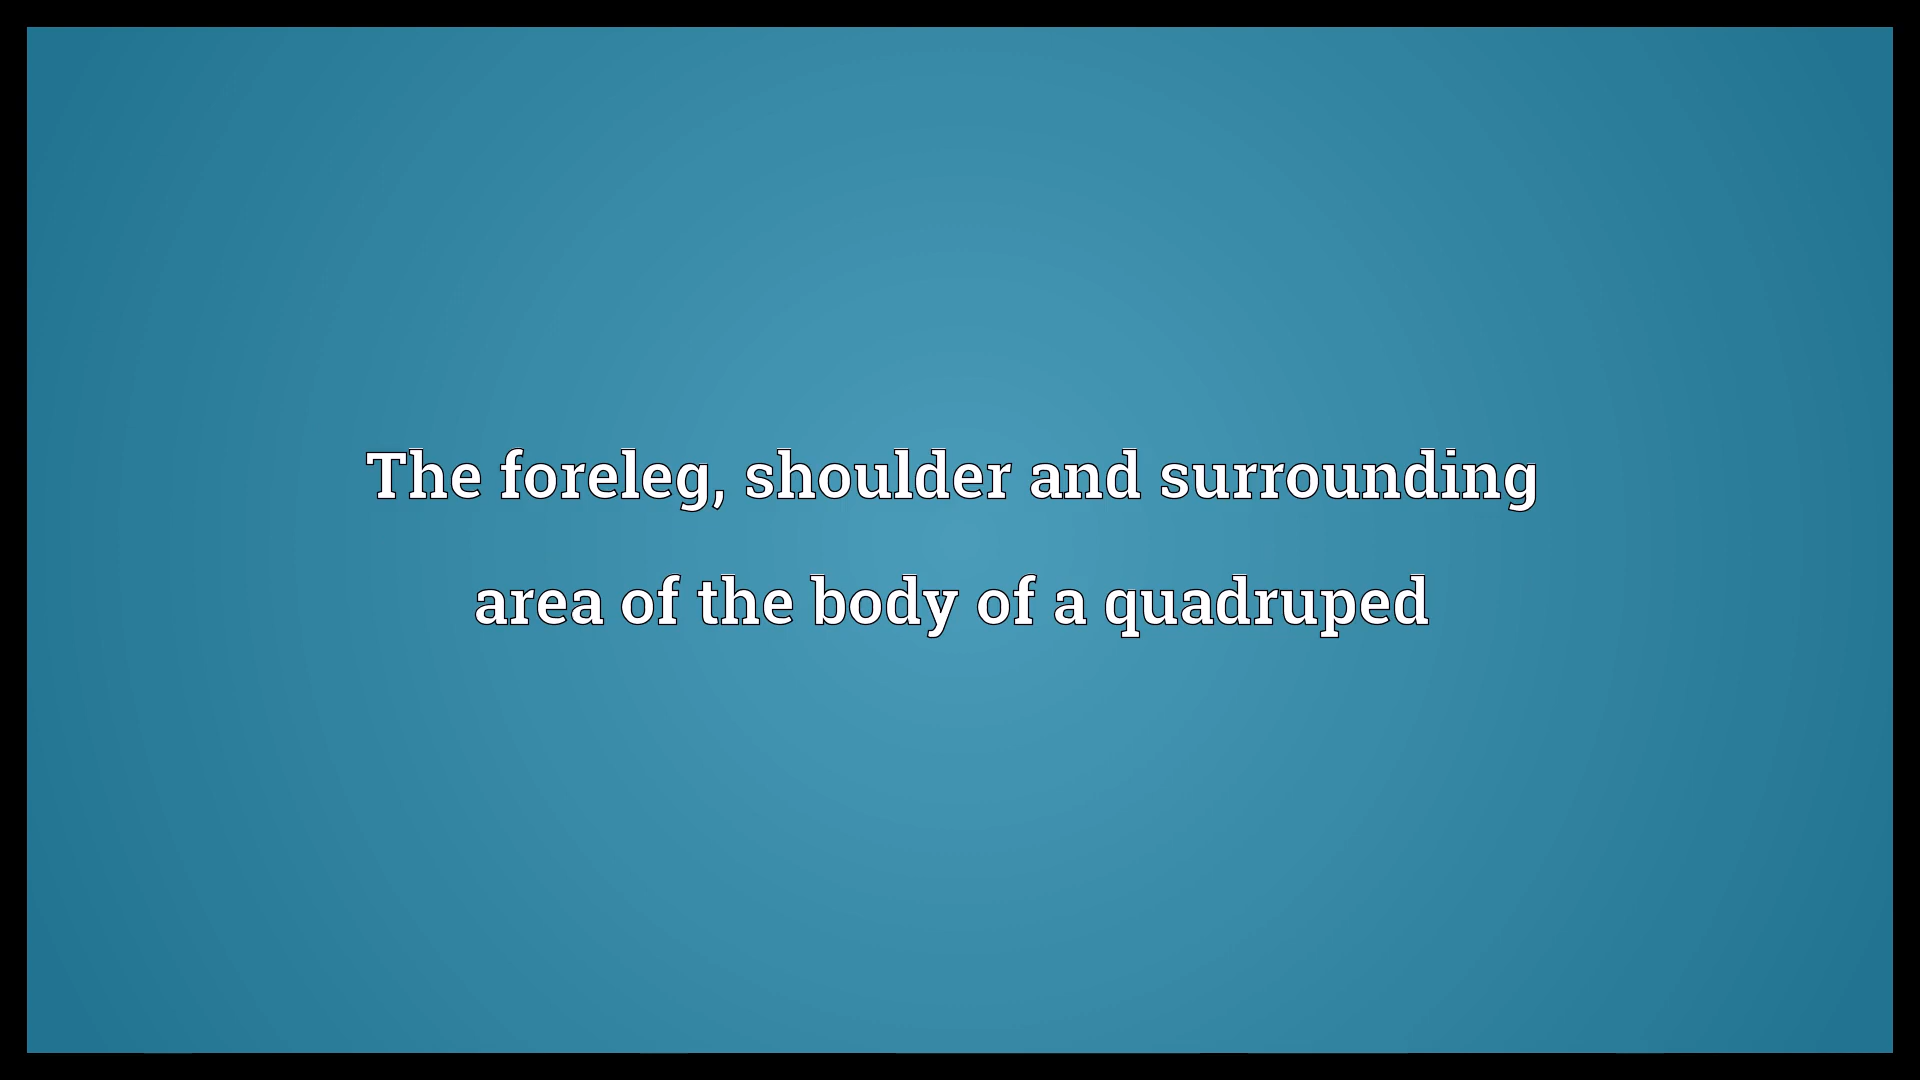 The foreleg, shoulder and surrounding
area of the body of a quadruped